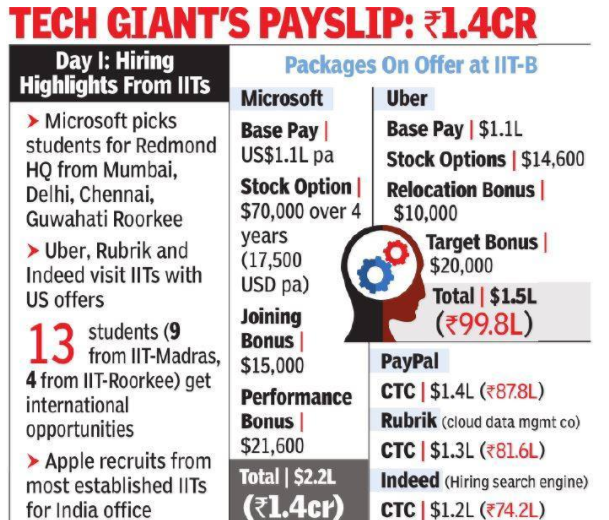 TECH GIANT'S PAYSLIP: ₹1.4CR
Day I: Hiring
Highlights From IITs
Microsoft picks
students for Redmond
HQ from Mumbai,
Delhi, Chennai,
Guwahati Roorkee
Uber, Rubrik and
Indeed visit IITs with
US offers
13 students (9
from IIT-Madras,
4 from IIT-Roorkee) get
international
opportunities
Apple recruits from
most established IITs
for India office
Packages On Offer at IIT-B
Microsoft
Base Pay |
US$1.1L pa
Stock Option |
$70,000 over 4
years
(17,500
USD pa)
Joining
Bonus |
$15,000
Performance
Bonus |
$21,600
Total | $2.2L
(₹1.4cr)
Uber
Base Pay | $1.1L
Stock Options | $14,600
Relocation Bonus |
$10,000
Target Bonus |
$20,000
Total | $1.5L
(₹99.8L)
PayPal
CTC | $1.4L (₹87.8L)
Rubrik (cloud data mgmt co)
CTC | $1.3L (₹81.6L)
Indeed (Hiring search engine)
CTC | $1.2L (₹74.2L)